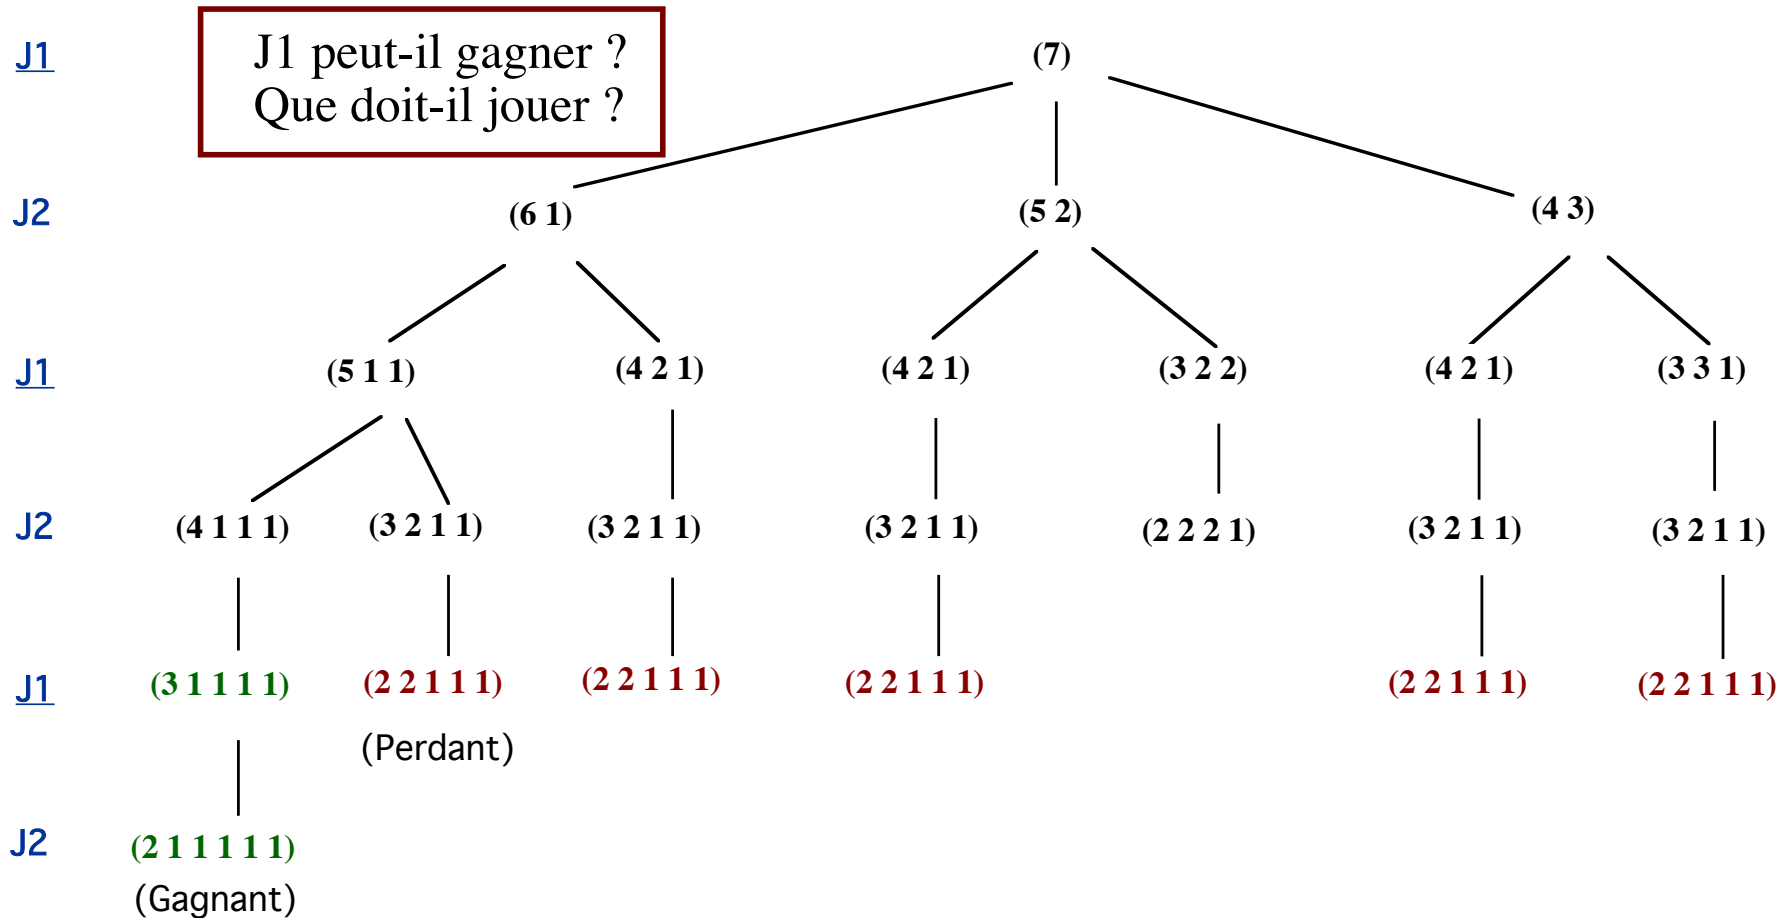 J1 peut-il gagner ?
Que doit-il jouer ?
J1 (7)
J2 (6 1) (5 2) (4 3)
J1 (5 1 1) (4 2 1) (4 2 1) (3 2 2) (4 2 1) (3 3 1)
J2 (4 1 1 1) (3 2 1 1) (3 2 1 1) (3 2 1 1) (2 2 2 1) (3 2 1 1) (3 2 1 1)
J1 (3 1 1 1 1) (2 2 1 1 1) (2 2 1 1 1) (2 2 1 1 1) (2 2 1 1 1) (2 2 1 1 1)
(Perdant)
J2 (2 1 1 1 1 1)
(Gagnant)